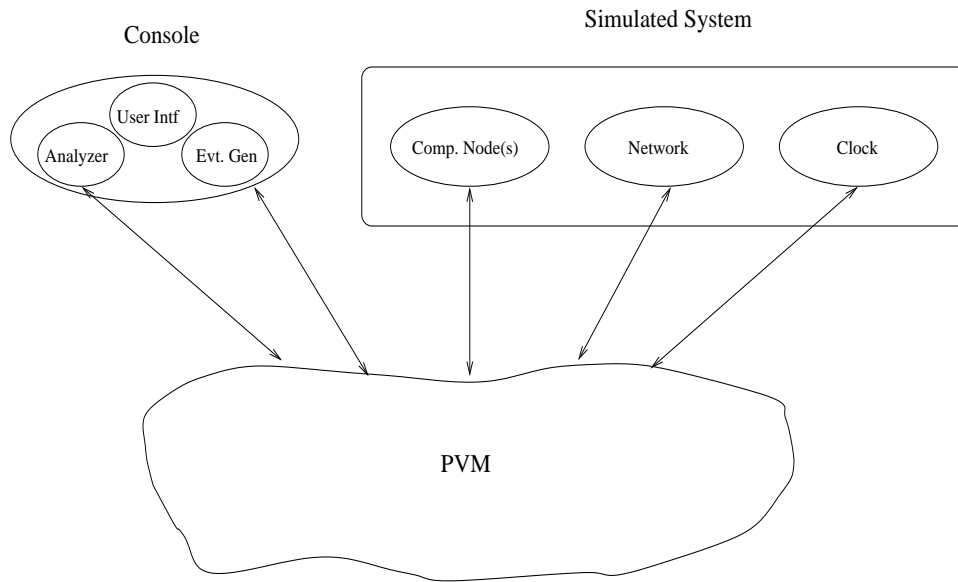 Simulated System
Console
User Intf
Analyzer
Evt. Gen
Comp. Node(s)
Network
Clock
PVM